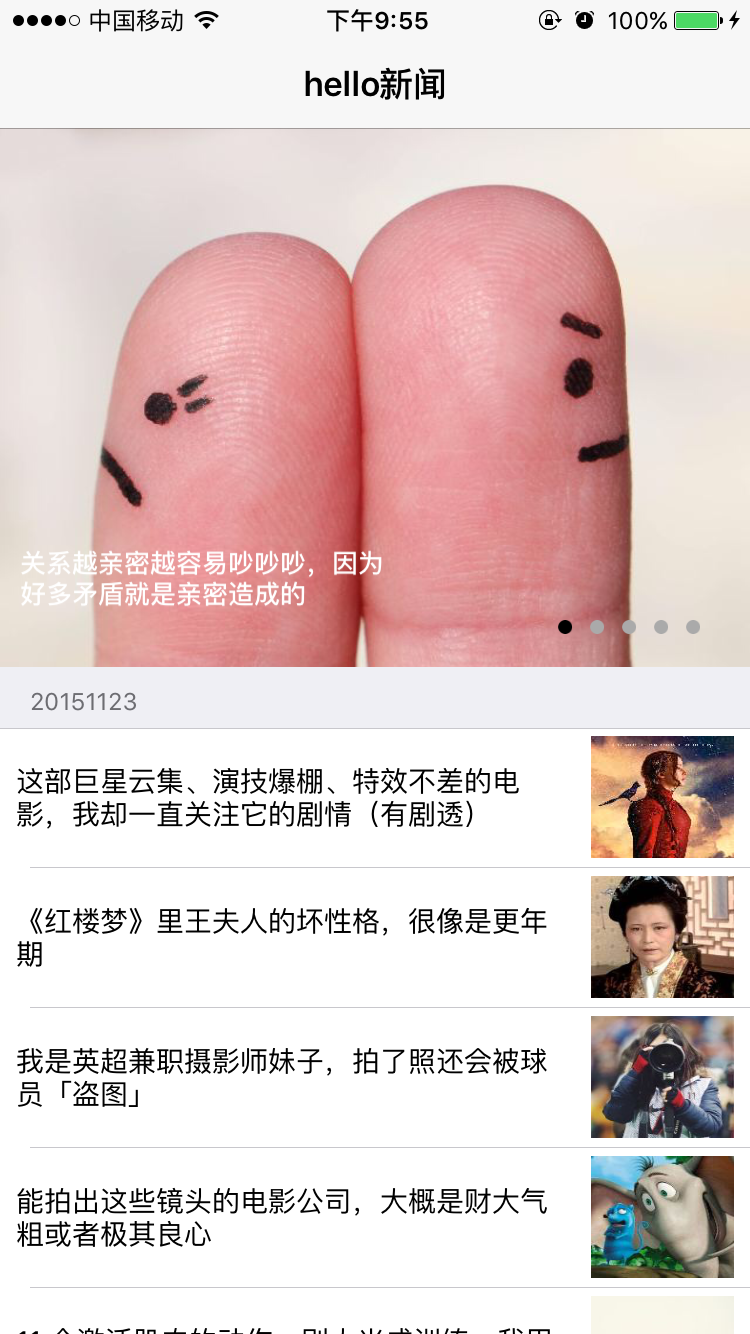 中国移动
下午9:55
100%
hello新闻
关系越亲密越容易吵吵吵，因为
好多矛盾就是亲密造成的
20151123
这部巨星云集、演技爆棚、特效不差的电
影，我却一直关注它的剧情（有剧透）
《红楼梦》里王夫人的坏性格，很像是更年
期
我是英超兼职摄影师妹子，拍了照还会被球
员「盗图」
能拍出这些镜头的电影公司，大概是财大气
粗或者极其良心